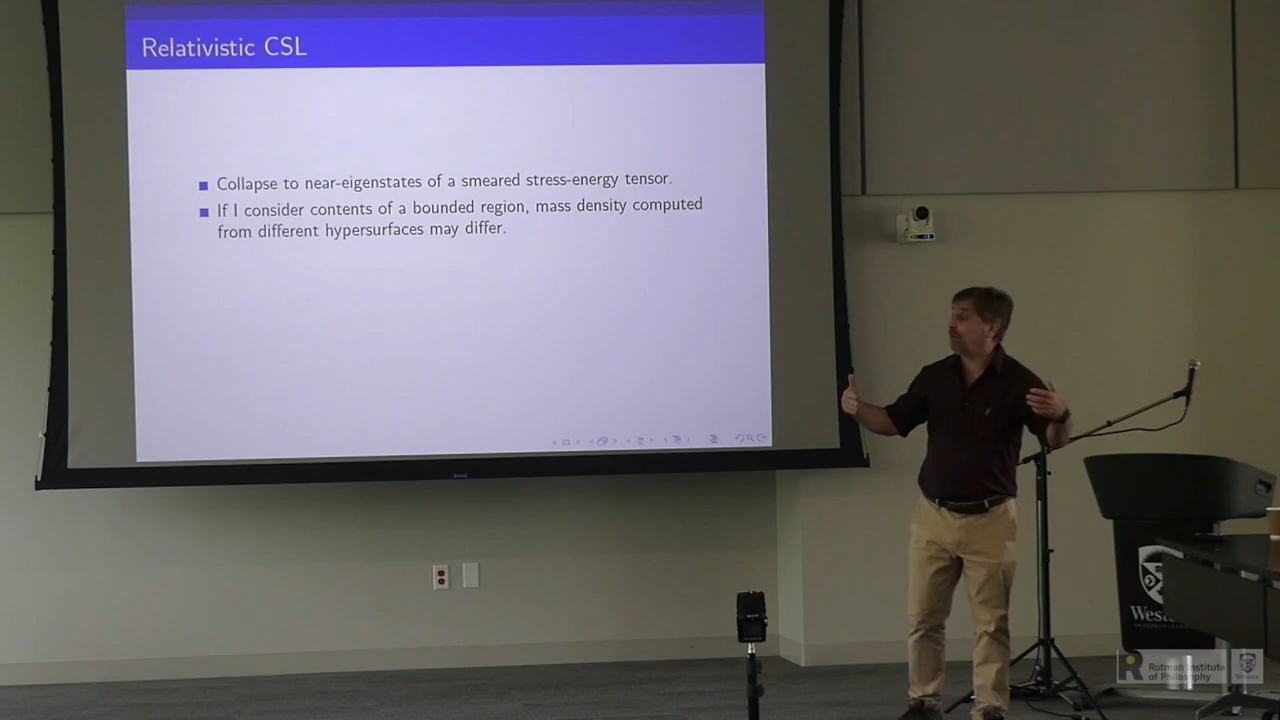 Relativistic CSL
Collapse to near-eigenstates of a smeared stress-energy tensor.
If I consider contents of a bounded region, mass density computed
from different hypersurfaces may differ.
Rotman Institute
of Philosophy